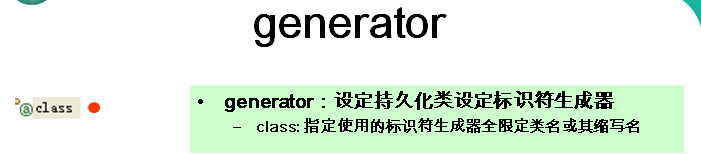 generator
@class
• generator：设定持久化类设定标识符生成器
– class: 指定使用的标识符生成器全限定类名或其缩写名